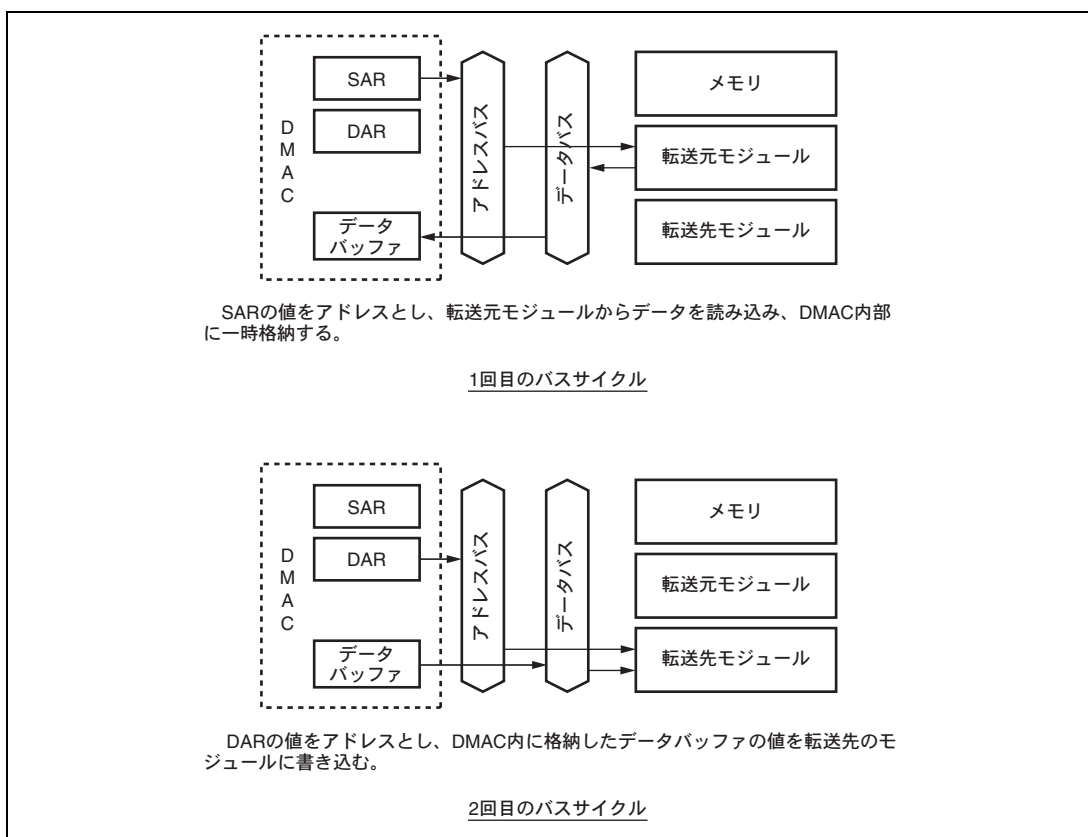 SAR
DAR
DMAC
データ
バッファ
アドレスバス
データバス
メモリ
転送元モジュール
転送先モジュール
SARの値をアドレスとし、転送元モジュールからデータを読み込み、DMAC内部
に一時格納する。
1回目のバスサイクル
SAR
DAR
DMAC
データ
バッファ
アドレスバス
データバス
メモリ
転送元モジュール
転送先モジュール
DARの値をアドレスとし、DMAC内に格納したデータバッファの値を転送先のモ
ジュールに書き込む。
2回目のバスサイクル